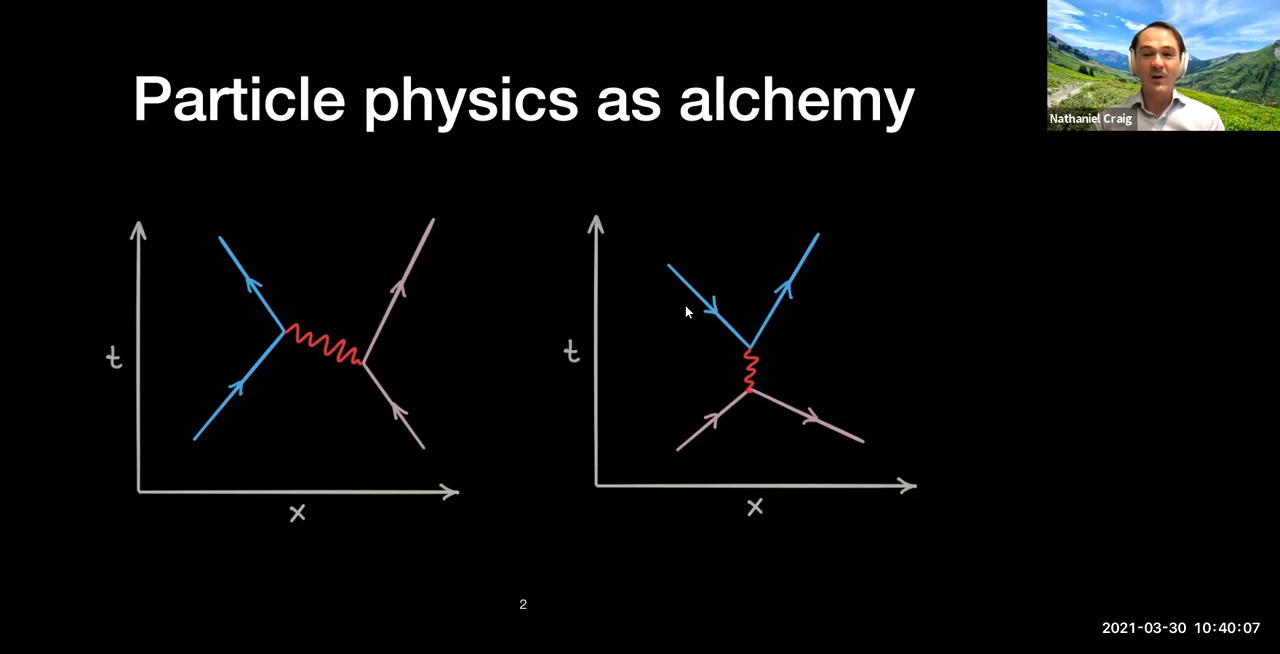 Particle physics as alchemy
Nathaniel Craig
t
x
t
x
2
2021-03-30 10:40:07